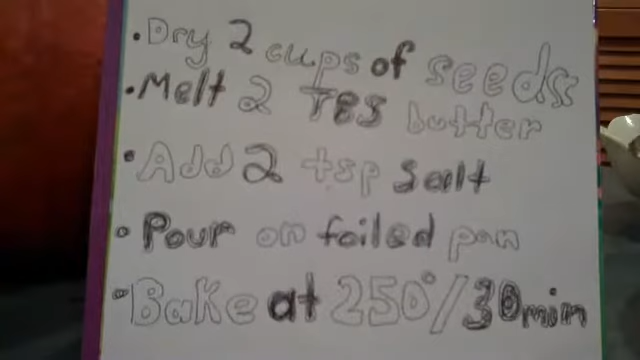 • Dry 2 cups of seeds
• Melt 2 TBS butter
• Add 2 tsp salt
• Pour on foiled pan
• Bake at 250°/30min